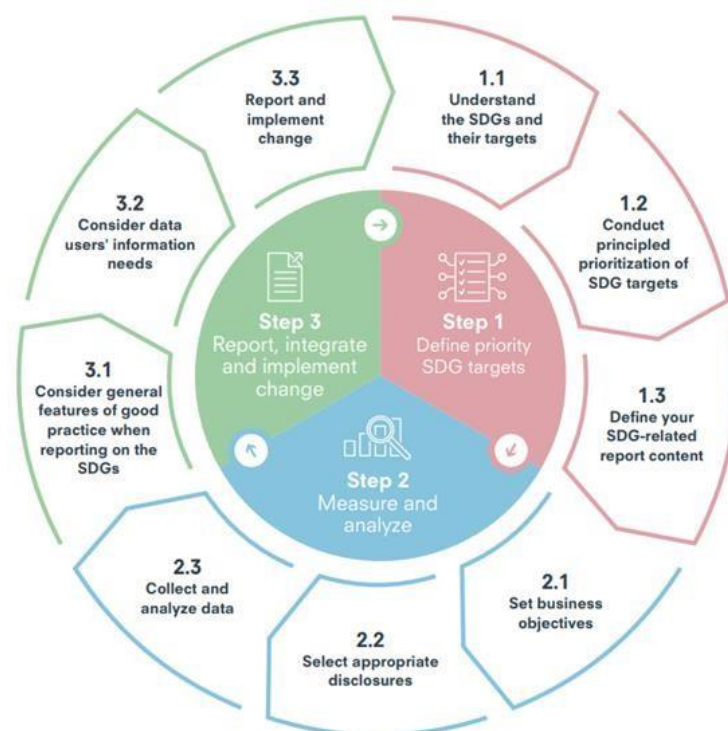 3.3
Report and
implement
change
1.1
Understand
the SDGs and
their targets
1.2
Conduct
principled
prioritization of
SDG targets
1.3
Define your
SDG-related
report content
2.1
Set business
objectives
2.2
Select appropriate
disclosures
2.3
Collect and
analyze data
3.1
Consider general
features of good
practice when
reporting on the
SDGs
3.2
Consider data
users' information
needs
Step 1
Define priority
SDG targets
Step 2
Measure and
analyze
Step 3
Report, integrate
and implement
change